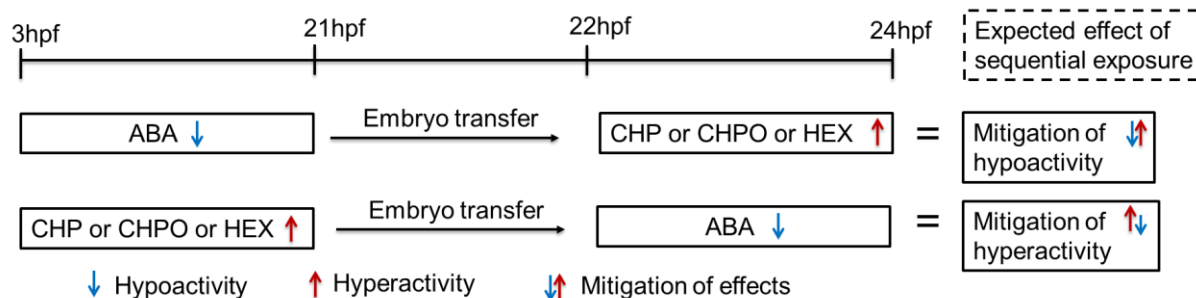 3hpf 21hpf 22hpf 24hpf
Expected effect of
sequential exposure
ABA
Embryo transfer
CHP or CHPO or HEX
=
Mitigation of
hypoactivity
CHP or CHPO or HEX
Embryo transfer
ABA
=
Mitigation of
hyperactivity
Hypoactivity
Hyperactivity
Mitigation of effects